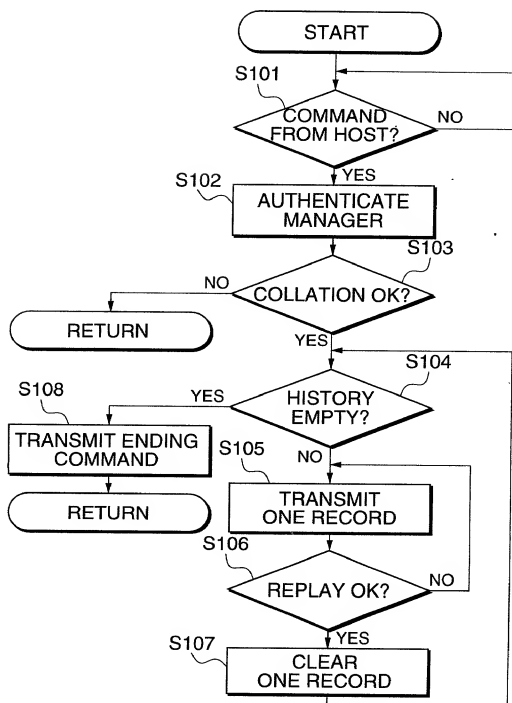 START
S101
COMMAND
FROM HOST?
NO
YES
S102
AUTHENTICATE
MANAGER
S103
NO
COLLATION OK?
RETURN
YES
S104
S108
YES
HISTORY
EMPTY?
TRANSMIT ENDING
COMMAND
S105
NO
RETURN
TRANSMIT
ONE RECORD
S106
REPLAY OK?
NO
YES
S107
CLEAR
ONE RECORD